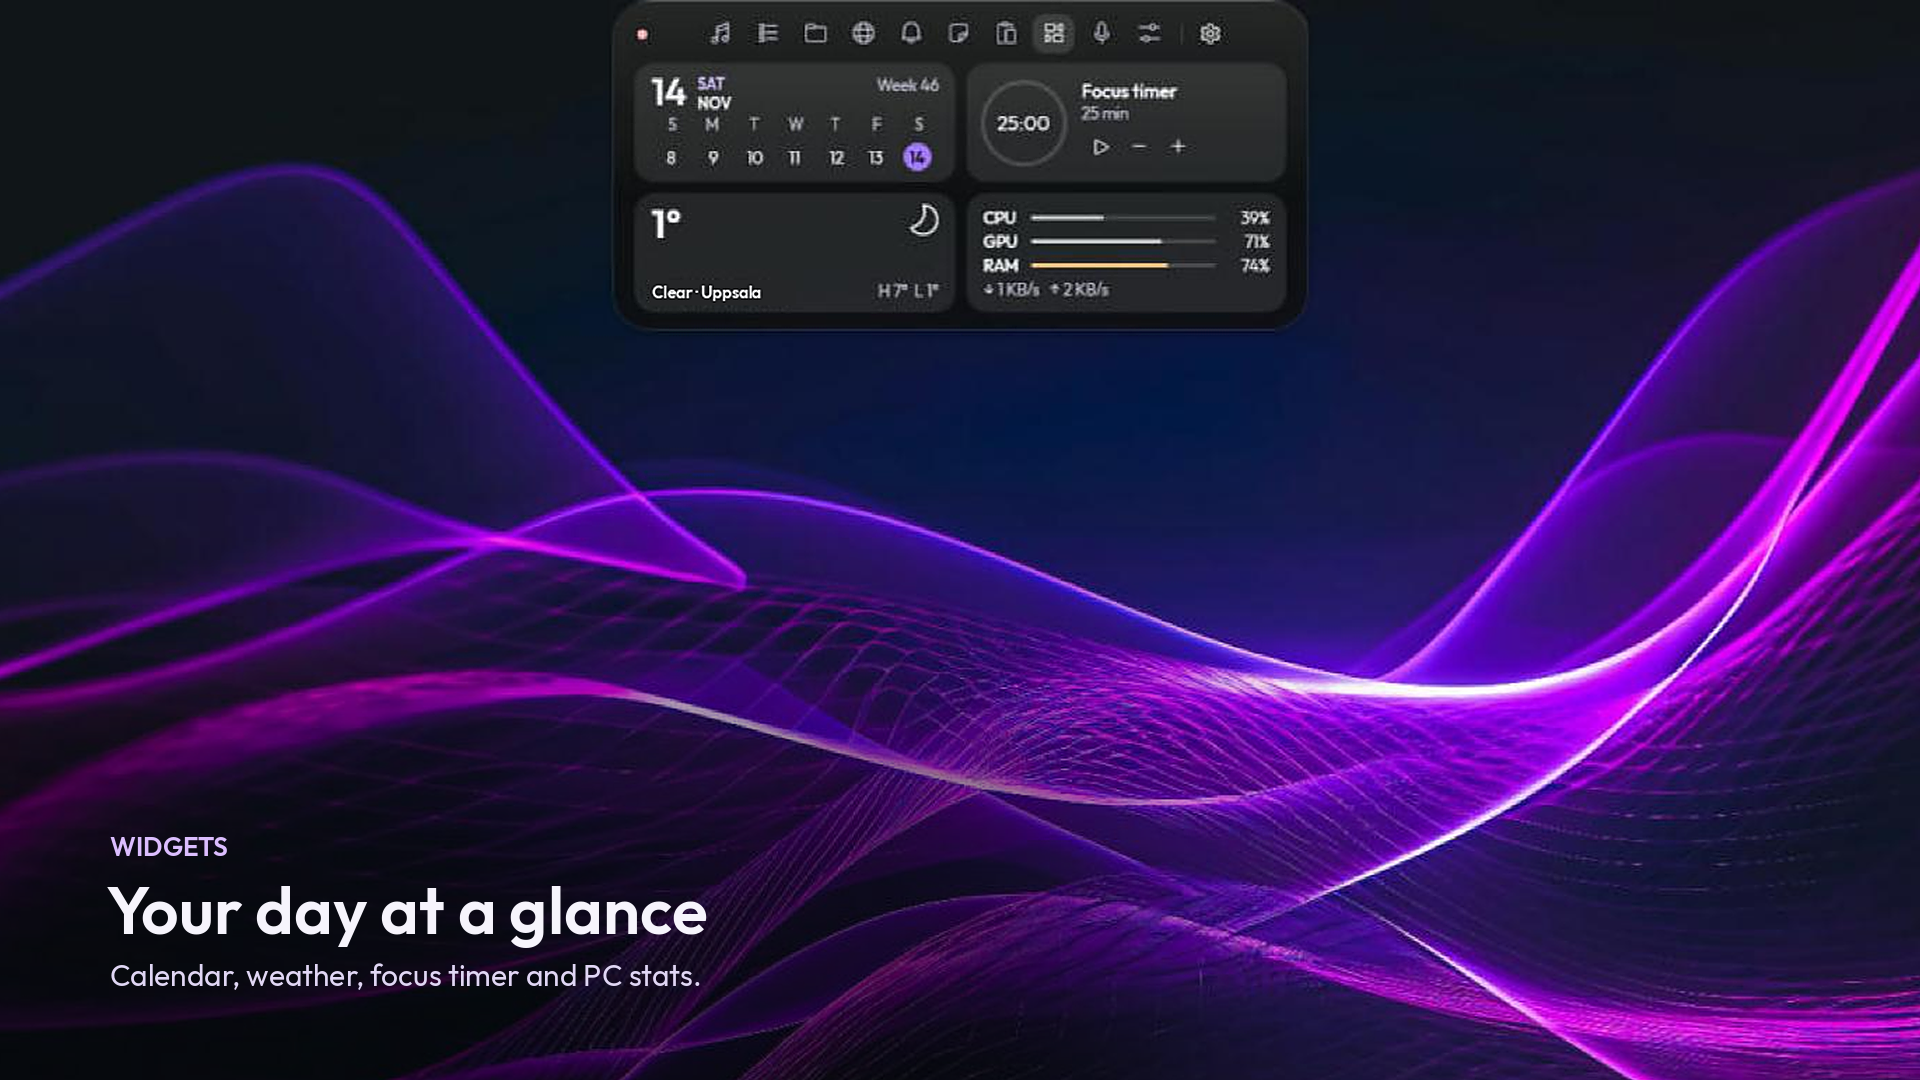 14 SAT NOV Week 46
S M T W T F S
8 9 10 11 12 13 14
25:00
Focus timer
25 min
1°
Clear · Uppsala H 7° L 1°
CPU 39%
GPU 71%
RAM 74%
↓ 1 KB/s ↑ 2 KB/s
WIDGETS
Your day at a glance
Calendar, weather, focus timer and PC stats.